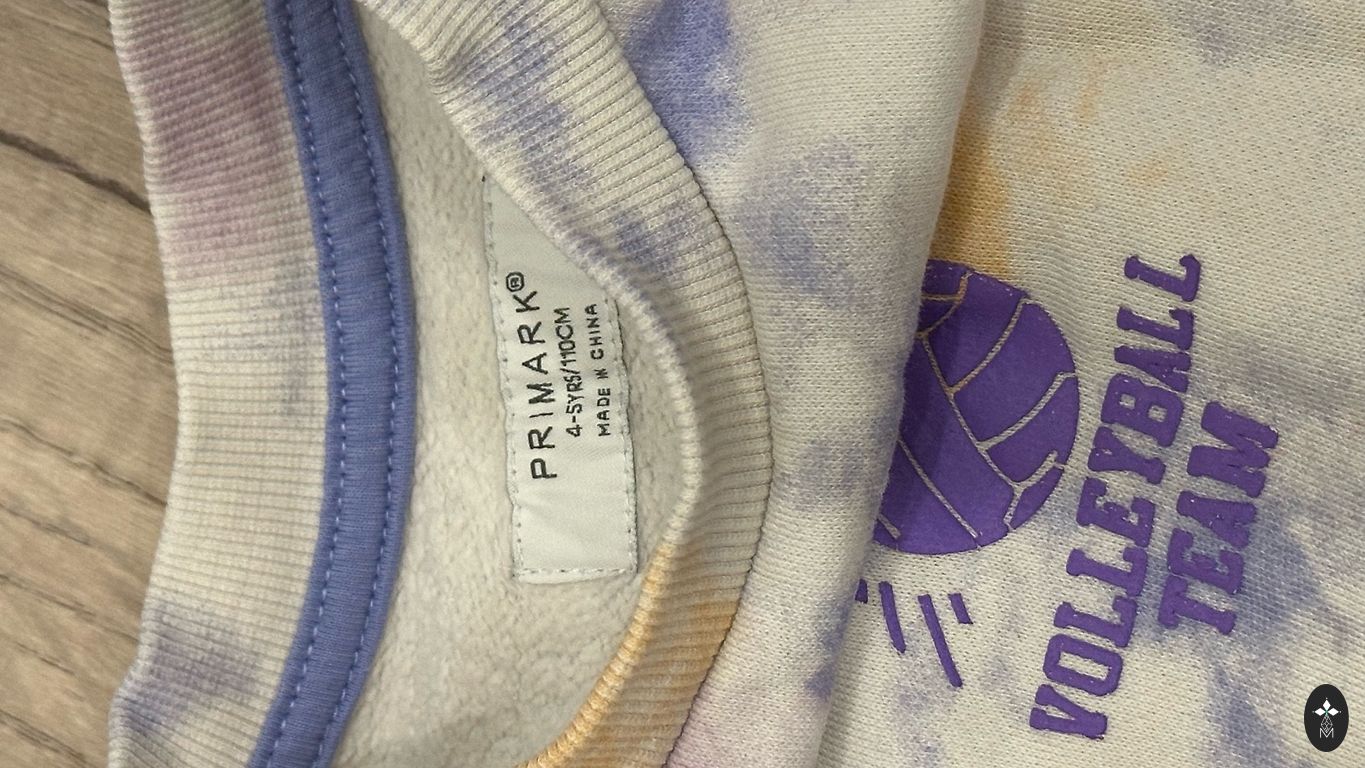 PRIMARK®
4-5YRS/110CM
MADE IN CHINA
VOLLEYBALL
TEAM
M